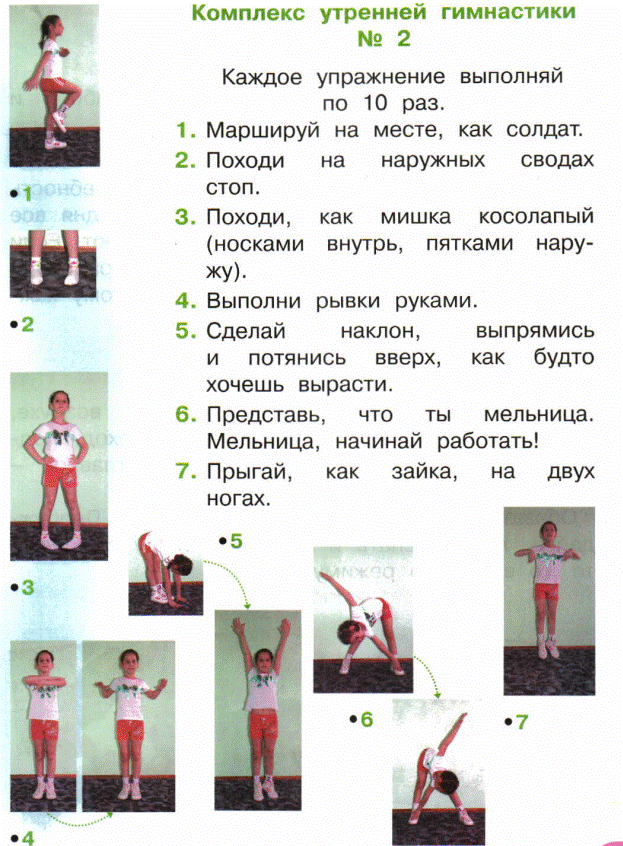 Комплекс утренней гимнастики
№ 2
Каждое упражнение выполняй
по 10 раз.
1. Маршируй на месте, как солдат.
2. Походи на наружных сводах
стоп.
3. Походи, как мишка косолапый
(носками внутрь, пятками нару-
жу).
4. Выполни рывки руками.
5. Сделай наклон, выпрямись
и потянись вверх, как будто
хочешь вырасти.
6. Представь, что ты мельница.
Мельница, начинай работать!
7. Прыгай, как зайка, на двух
ногах.
•1
•2
•3
•4
•5
•6
•7